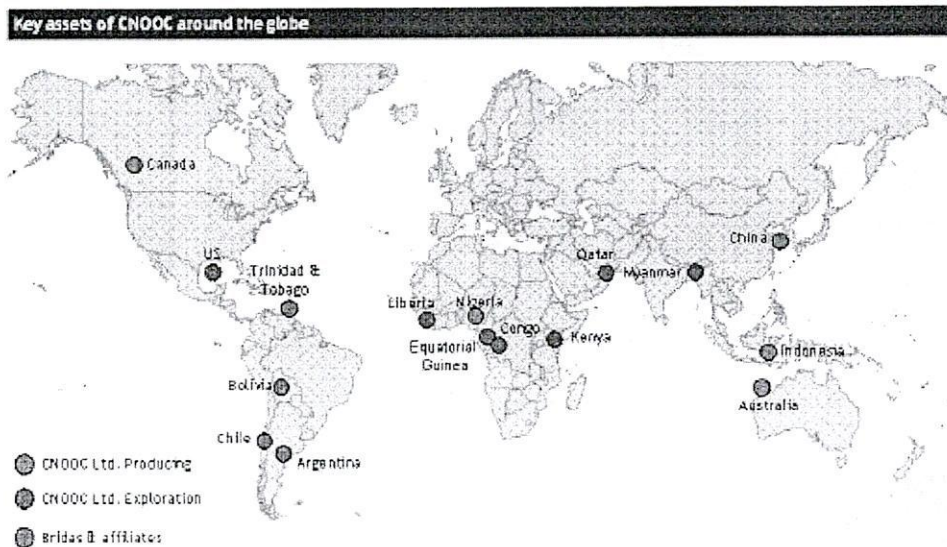 Key assets of CNOOC around the globe
Canada
US
Trinidad &
Tobago
Liberia
Nigeria
Congo
Equatorial
Guinea
Kenya
Qatar
Myanmar
China
Indonesia
Australia
Bolivia
Chile
Argentina
CNOOC Ltd. Producing
CNOOC Ltd. Exploration
Bridas & affiliates